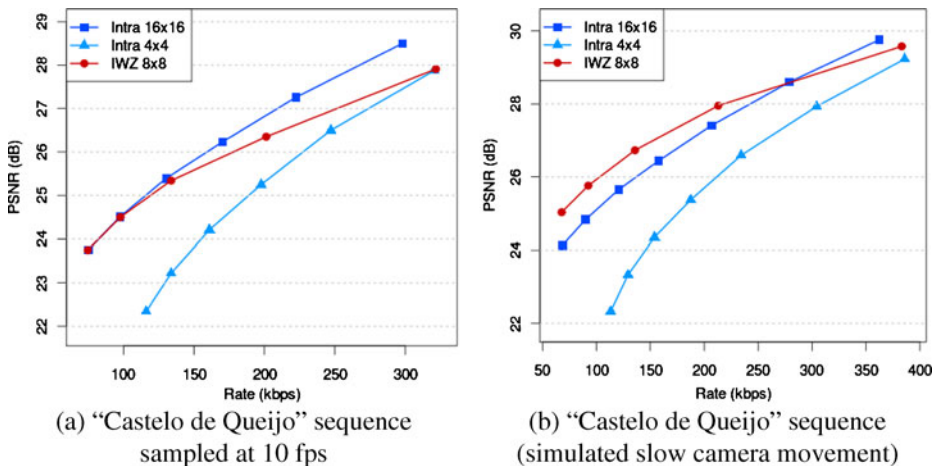 29
28
27
26
25
24
23
22
PSNR (dB)
Intra 16x16
Intra 4x4
IWZ 8x8
100
150
200
250
300
Rate (kbps)
(a) “Castelo de Queijo” sequence
sampled at 10 fps
30
28
26
24
22
PSNR (dB)
Intra 16x16
Intra 4x4
IWZ 8x8
50
100
150
200
250
300
350
400
Rate (kbps)
(b) “Castelo de Queijo” sequence
(simulated slow camera movement)